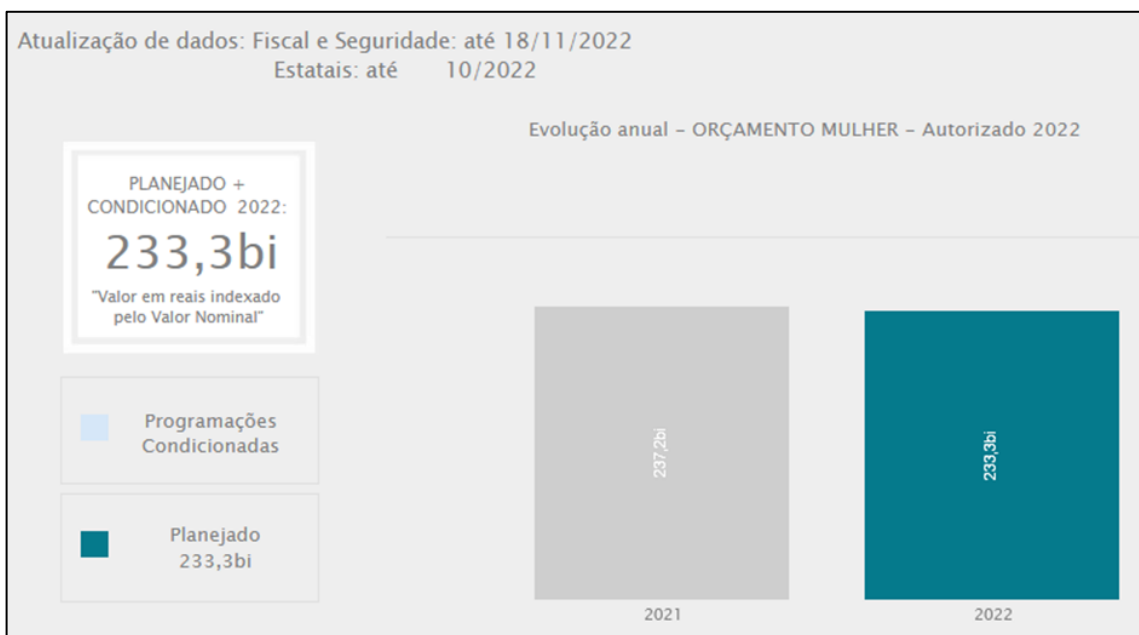 Atualização de dados: Fiscal e Seguridade: até 18/11/2022
Estatais: até 10/2022
Evolução anual - ORÇAMENTO MULHER - Autorizado 2022
PLANEJADO +
CONDICIONADO 2022:
233,3bi
"Valor em reais indexado
pelo Valor Nominal"
Programações
Condicionadas
Planejado
233,3bi
237,2bi
233,3bi
2021
2022